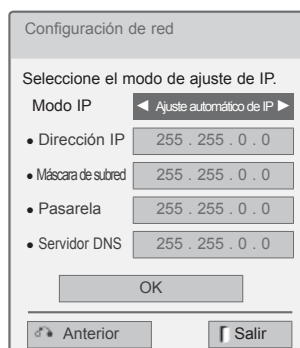 Configuración de red
Seleccione el modo de ajuste de IP.
Modo IP ◀ Ajuste automático de IP ▶
• Dirección IP 255 . 255 . 0 . 0
• Máscara de subred 255 . 255 . 0 . 0
• Pasarela 255 . 255 . 0 . 0
• Servidor DNS 255 . 255 . 0 . 0
OK
Anterior Salir